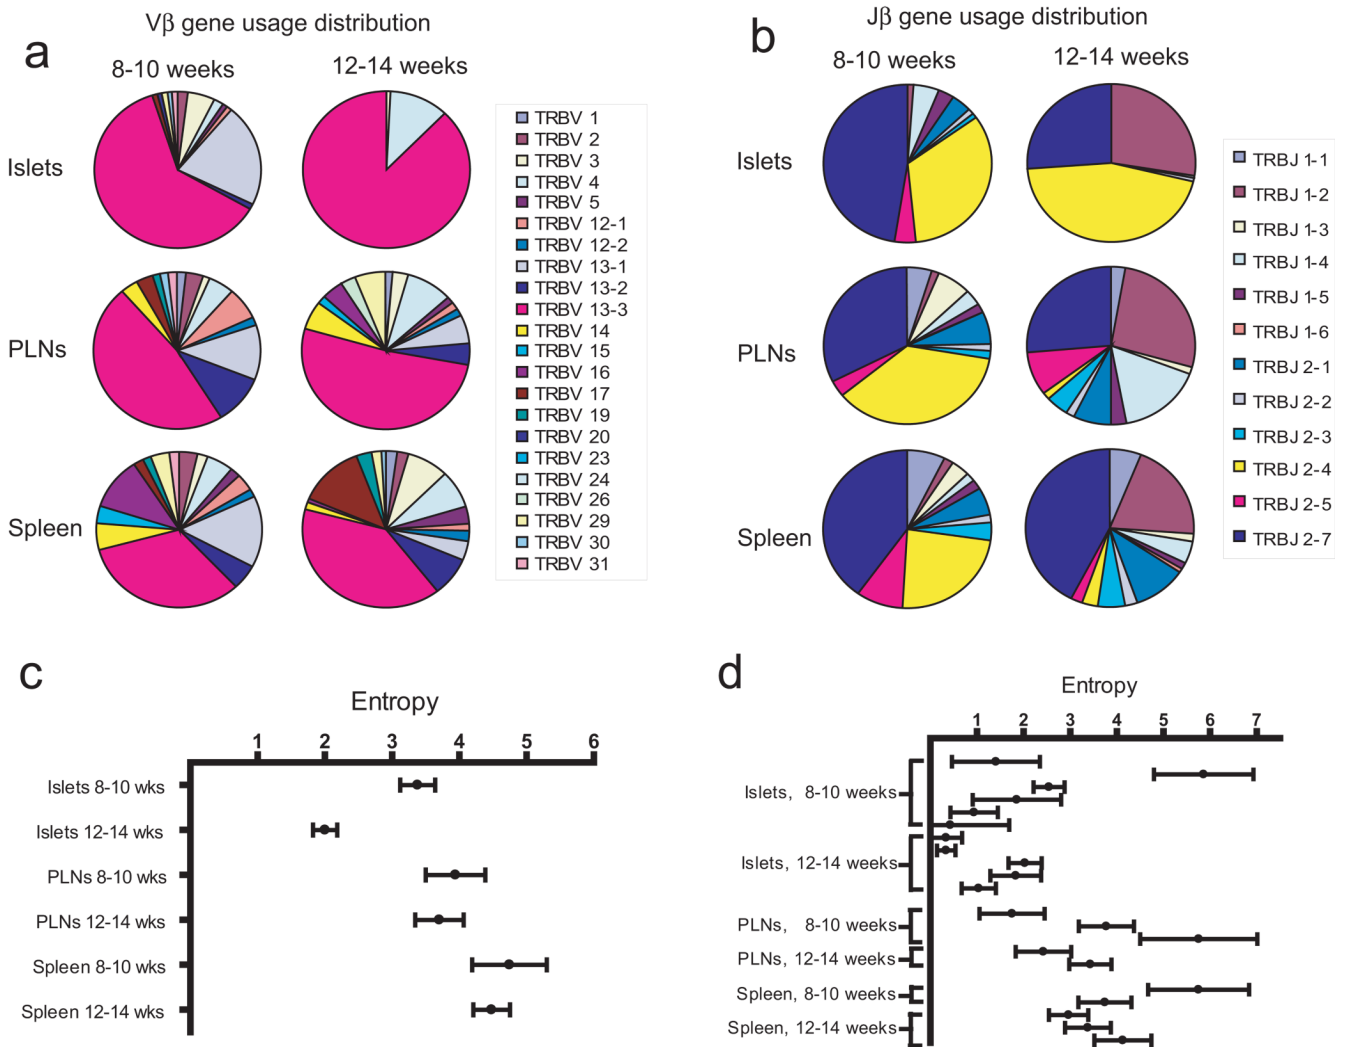 Vβ gene usage distribution
a
8-10 weeks
12-14 weeks
Islets
PLNs
Spleen
TRBV 1
TRBV 2
TRBV 3
TRBV 4
TRBV 5
TRBV 12-1
TRBV 12-2
TRBV 13-1
TRBV 13-2
TRBV 13-3
TRBV 14
TRBV 15
TRBV 16
TRBV 17
TRBV 19
TRBV 20
TRBV 23
TRBV 24
TRBV 26
TRBV 29
TRBV 30
TRBV 31
Jβ gene usage distribution
b
8-10 weeks
12-14 weeks
Islets
PLNs
Spleen
TRBJ 1-1
TRBJ 1-2
TRBJ 1-3
TRBJ 1-4
TRBJ 1-5
TRBJ 1-6
TRBJ 2-1
TRBJ 2-2
TRBJ 2-3
TRBJ 2-4
TRBJ 2-5
TRBJ 2-7
c
Entropy
1 2 3 4 5 6
Islets 8-10 wks
Islets 12-14 wks
PLNs 8-10 wks
PLNs 12-14 wks
Spleen 8-10 wks
Spleen 12-14 wks
d
Entropy
1 2 3 4 5 6 7
Islets, 8-10 weeks
Islets, 12-14 weeks
PLNs, 8-10 weeks
PLNs, 12-14 weeks
Spleen, 8-10 weeks
Spleen, 12-14 weeks